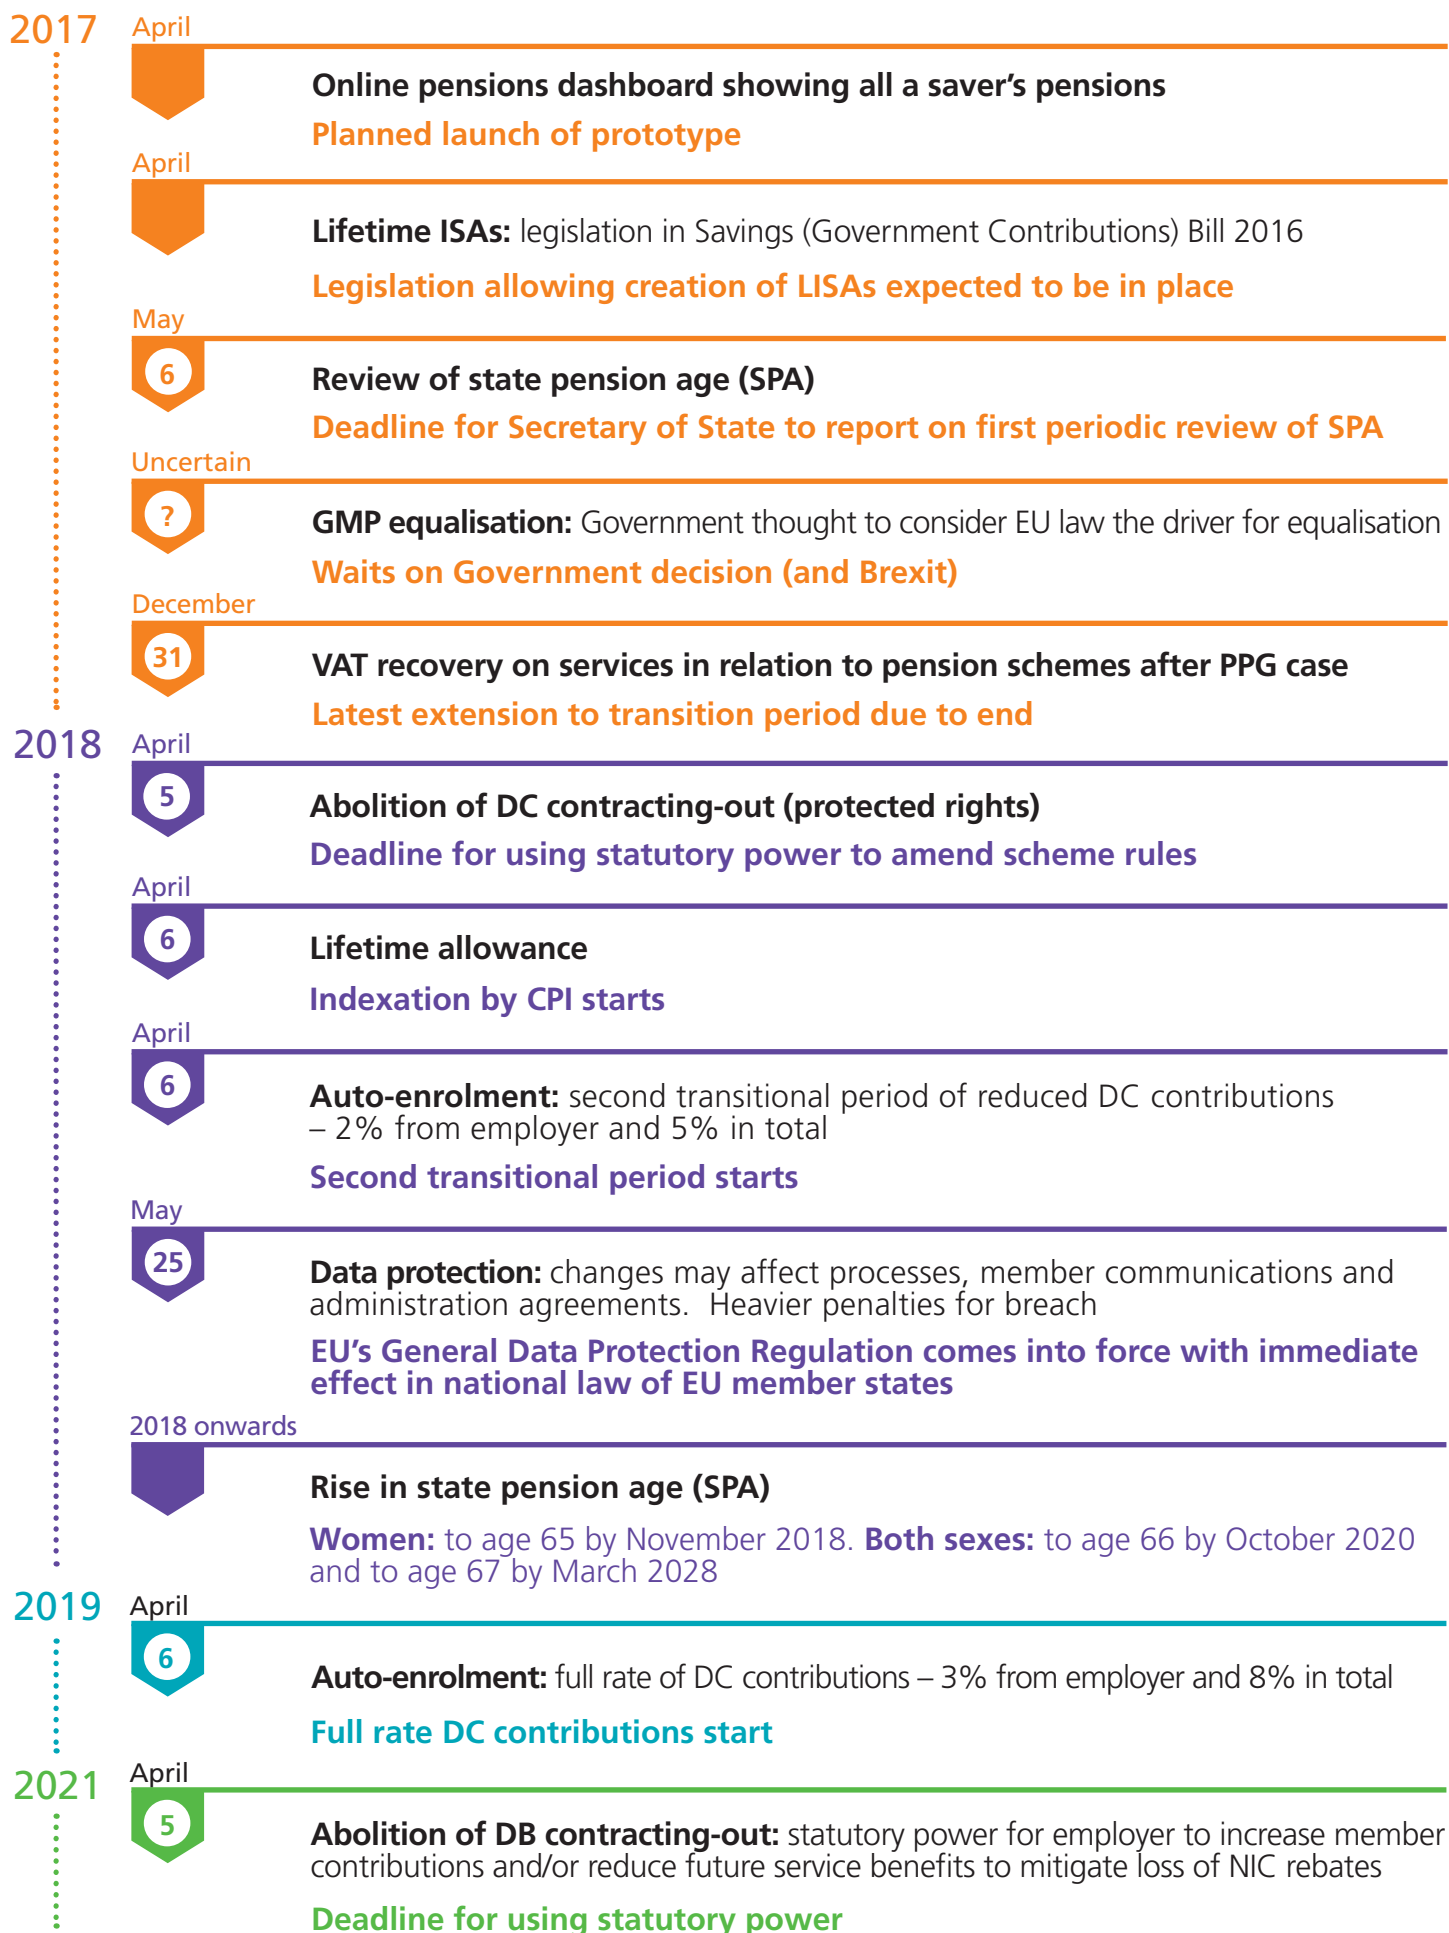 2017
April
Online pensions dashboard showing all a saver's pensions
Planned launch of prototype
April
Lifetime ISAs: legislation in Savings (Government Contributions) Bill 2016
Legislation allowing creation of LISAs expected to be in place
May
6
Review of state pension age (SPA)
Deadline for Secretary of State to report on first periodic review of SPA
Uncertain
?
GMP equalisation: Government thought to consider EU law the driver for equalisation
Waits on Government decision (and Brexit)
December
31
VAT recovery on services in relation to pension schemes after PPG case
Latest extension to transition period due to end
2018
April
5
Abolition of DC contracting-out (protected rights)
Deadline for using statutory power to amend scheme rules
April
6
Lifetime allowance
Indexation by CPI starts
April
6
Auto-enrolment: second transitional period of reduced DC contributions
– 2% from employer and 5% in total
Second transitional period starts
May
25
Data protection: changes may affect processes, member communications and
administration agreements.  Heavier penalties for breach
EU's General Data Protection Regulation comes into force with immediate
effect in national law of EU member states
2018 onwards
Rise in state pension age (SPA)
Women: to age 65 by November 2018. Both sexes: to age 66 by October 2020
and to age 67 by March 2028
2019
April
6
Auto-enrolment: full rate of DC contributions – 3% from employer and 8% in total
Full rate DC contributions start
2021
April
5
Abolition of DB contracting-out: statutory power for employer to increase member
contributions and/or reduce future service benefits to mitigate loss of NIC rebates
Deadline for using statutory power